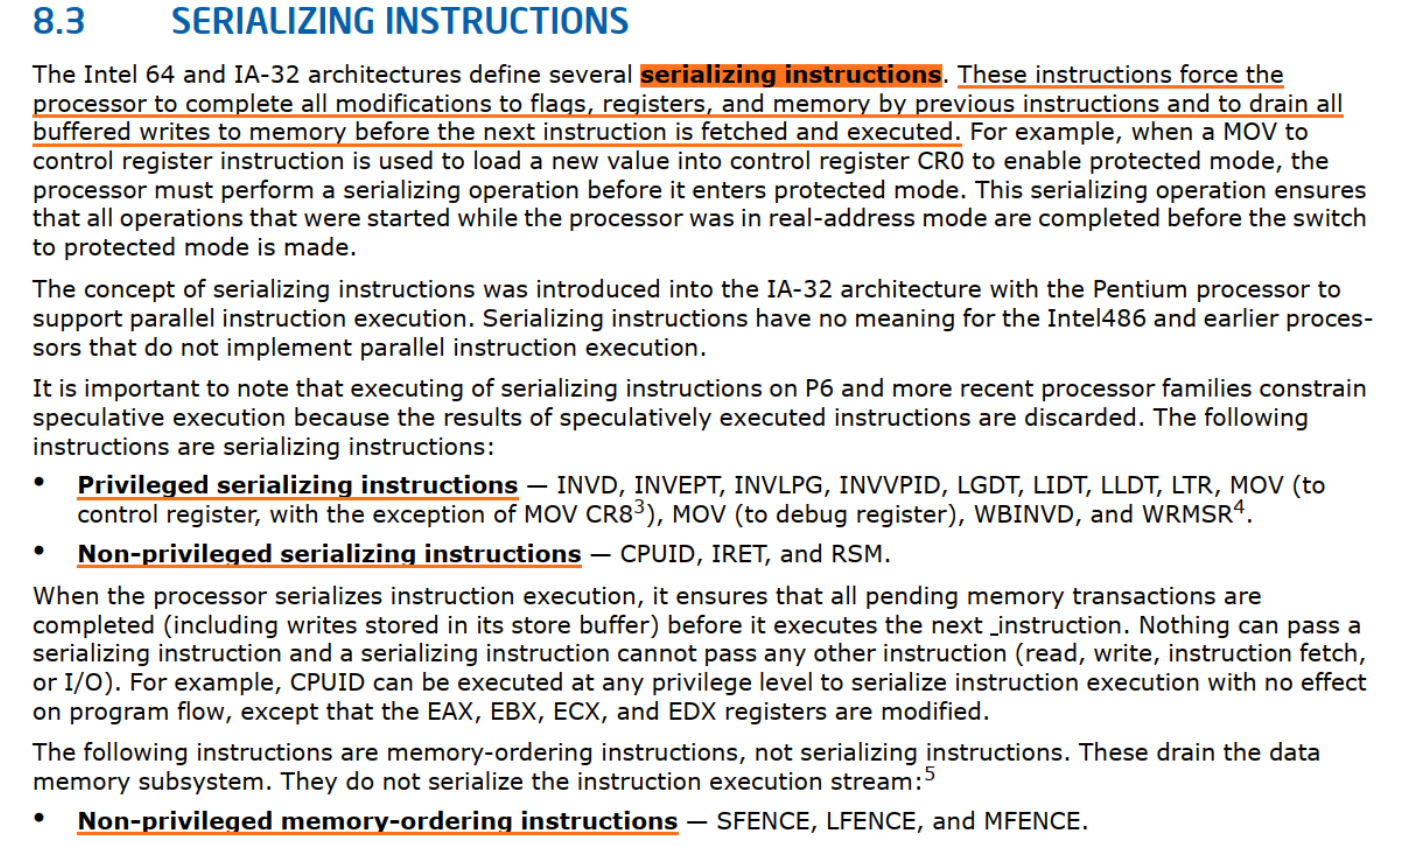 8.3 SERIALIZING INSTRUCTIONS
The Intel 64 and IA-32 architectures define several serializing instructions. These instructions force the
processor to complete all modifications to flags, registers, and memory by previous instructions and to drain all
buffered writes to memory before the next instruction is fetched and executed. For example, when a MOV to
control register instruction is used to load a new value into control register CR0 to enable protected mode, the
processor must perform a serializing operation before it enters protected mode. This serializing operation ensures
that all operations that were started while the processor was in real-address mode are completed before the switch
to protected mode is made.
The concept of serializing instructions was introduced into the IA-32 architecture with the Pentium processor to
support parallel instruction execution. Serializing instructions have no meaning for the Intel486 and earlier proces-
sors that do not implement parallel instruction execution.
It is important to note that executing of serializing instructions on P6 and more recent processor families constrain
speculative execution because the results of speculatively executed instructions are discarded. The following
instructions are serializing instructions:
• Privileged serializing instructions — INVD, INVEPT, INVLPG, INVVPID, LGDT, LIDT, LLDT, LTR, MOV (to
control register, with the exception of MOV CR8³), MOV (to debug register), WBINVD, and WRMSR⁴.
• Non-privileged serializing instructions — CPUID, IRET, and RSM.
When the processor serializes instruction execution, it ensures that all pending memory transactions are
completed (including writes stored in its store buffer) before it executes the next _instruction. Nothing can pass a
serializing instruction and a serializing instruction cannot pass any other instruction (read, write, instruction fetch,
or I/O). For example, CPUID can be executed at any privilege level to serialize instruction execution with no effect
on program flow, except that the EAX, EBX, ECX, and EDX registers are modified.
The following instructions are memory-ordering instructions, not serializing instructions. These drain the data
memory subsystem. They do not serialize the instruction execution stream:⁵
• Non-privileged memory-ordering instructions — SFENCE, LFENCE, and MFENCE.